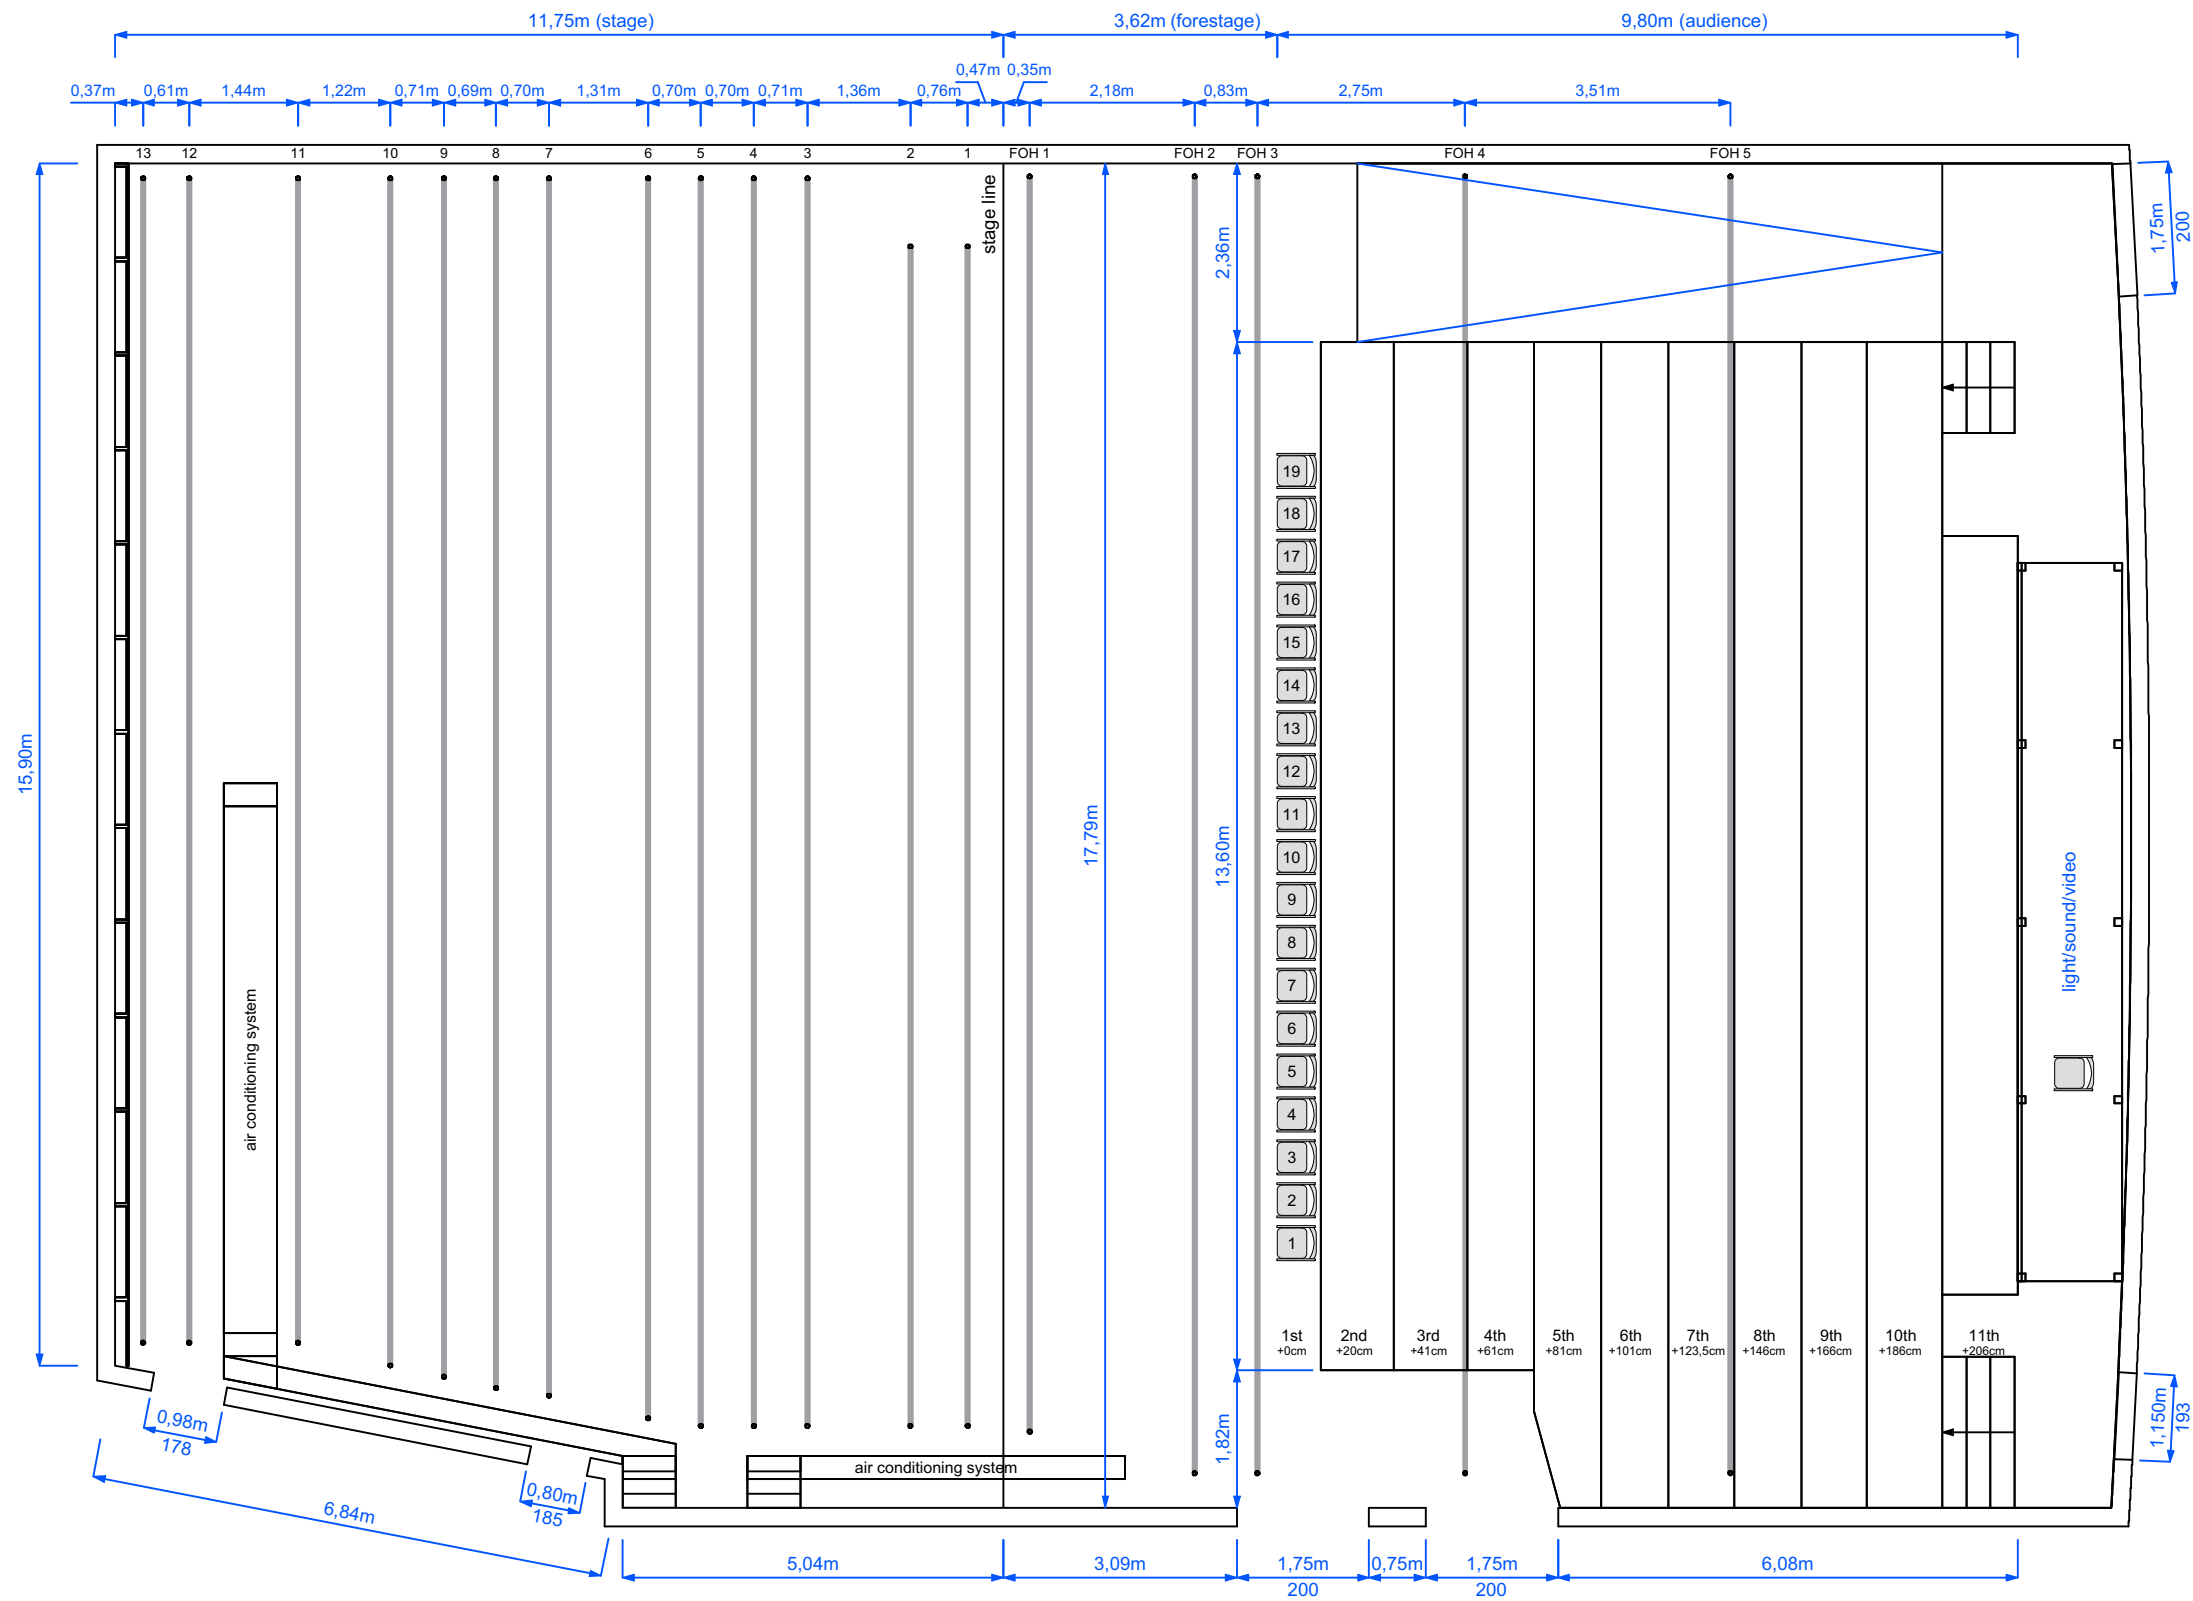 11,75m (stage)
3,62m (forestage)
9,80m (audience)
0,47m 0,35m
0,37m 0,61m 1,44m 1,22m 0,71m 0,69m 0,70m 1,31m 0,70m 0,70m 0,71m 1,36m 0,76m 2,18m 0,83m 2,75m 3,51m
13 12 11 10 9 8 7 6 5 4 3 2 1 FOH 1 FOH 2 FOH 3 FOH 4 FOH 5
stage line
2,36m
1,75m
200
15,90m
17,79m
13,60m
19
18
17
16
15
14
13
12
11
10
9
8
7
6
5
4
3
2
1
light/sound/video
air conditioning system
1st 2nd 3rd 4th 5th 6th 7th 8th 9th 10th 11th
+0cm +20cm +41cm +61cm +81cm +101cm +123,5cm +146cm +166cm +186cm +206cm
1,82m
1,150m
193
0,98m
178
air conditioning system
0,80m
185
6,84m
5,04m 3,09m 1,75m 0,75m 1,75m 6,08m
200 200